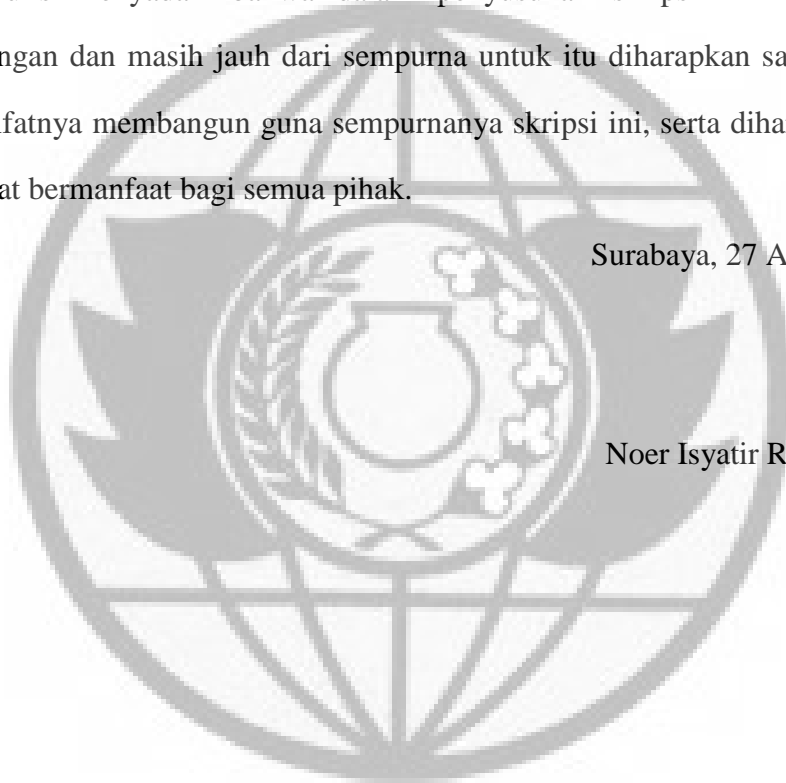 ngan dan masih jauh dari sempurna untuk itu diharapkan sa
ifatnya membangun guna sempurnanya skripsi ini, serta diha
at bermanfaat bagi semua pihak.
Surabaya, 27 A
Noer Isyatir R